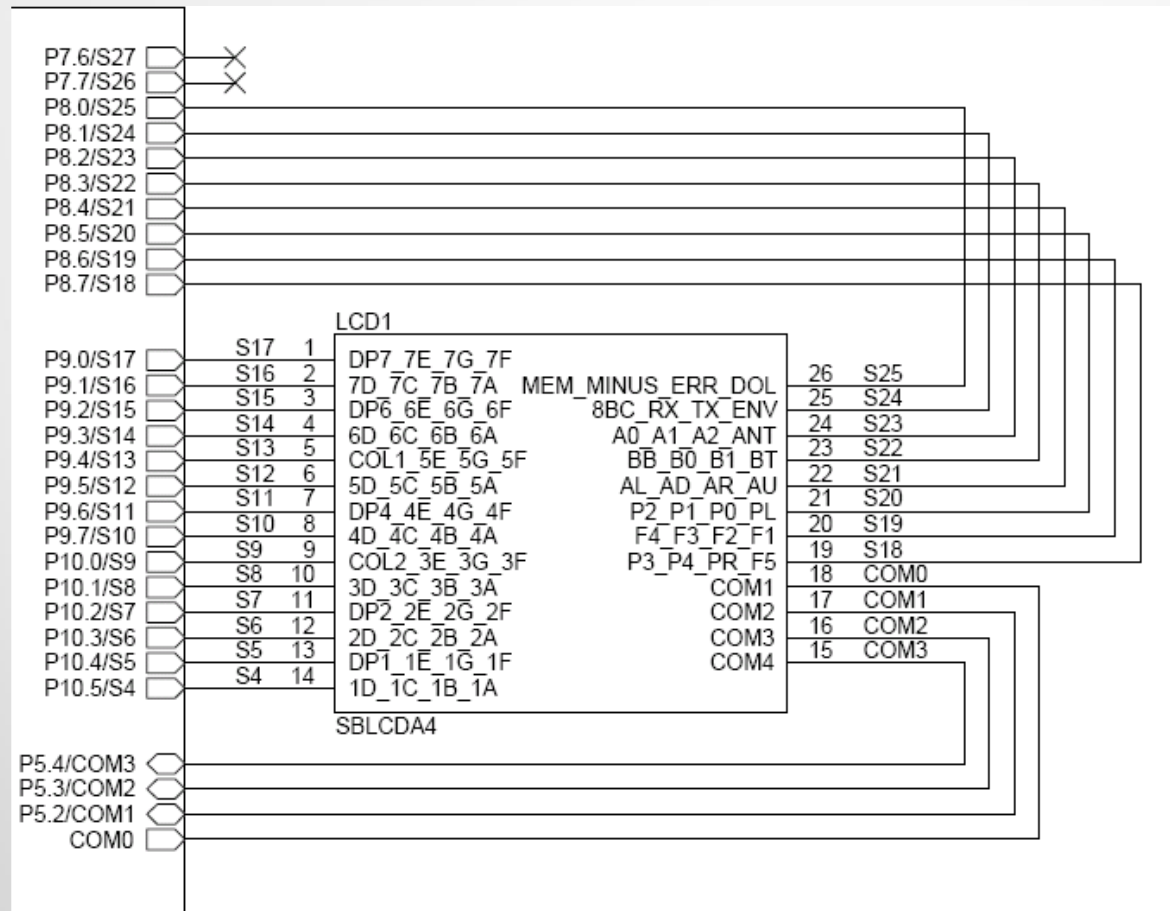 P7.6/S27
P7.7/S26
P8.0/S25
P8.1/S24
P8.2/S23
P8.3/S22
P8.4/S21
P8.5/S20
P8.6/S19
P8.7/S18
LCD1
P9.0/S17 S17 1 DP7_7E_7G_7F
P9.1/S16 S16 2 7D_7C_7B_7A MEM_MINUS_ERR_DOL 26 S25
P9.2/S15 S15 3 DP6_6E_6G_6F 8BC_RX_TX_ENV 25 S24
P9.3/S14 S14 4 6D_6C_6B_6A A0_A1_A2_ANT 24 S23
P9.4/S13 S13 5 COL1_5E_5G_5F BB_B0_B1_BT 23 S22
P9.5/S12 S12 6 5D_5C_5B_5A AL_AD_AR_AU 22 S21
P9.6/S11 S11 7 DP4_4E_4G_4F P2_P1_P0_PL 21 S20
P9.7/S10 S10 8 4D_4C_4B_4A F4_F3_F2_F1 20 S19
P10.0/S9 S9 9 COL2_3E_3G_3F P3_P4_PR_F5 19 S18
P10.1/S8 S8 10 3D_3C_3B_3A COM1 18 COM0
P10.2/S7 S7 11 DP2_2E_2G_2F COM2 17 COM1
P10.3/S6 S6 12 2D_2C_2B_2A COM3 16 COM2
P10.4/S5 S5 13 DP1_1E_1G_1F COM4 15 COM3
P10.5/S4 S4 14 1D_1C_1B_1A
SBLCDA4
P5.4/COM3
P5.3/COM2
P5.2/COM1
COM0